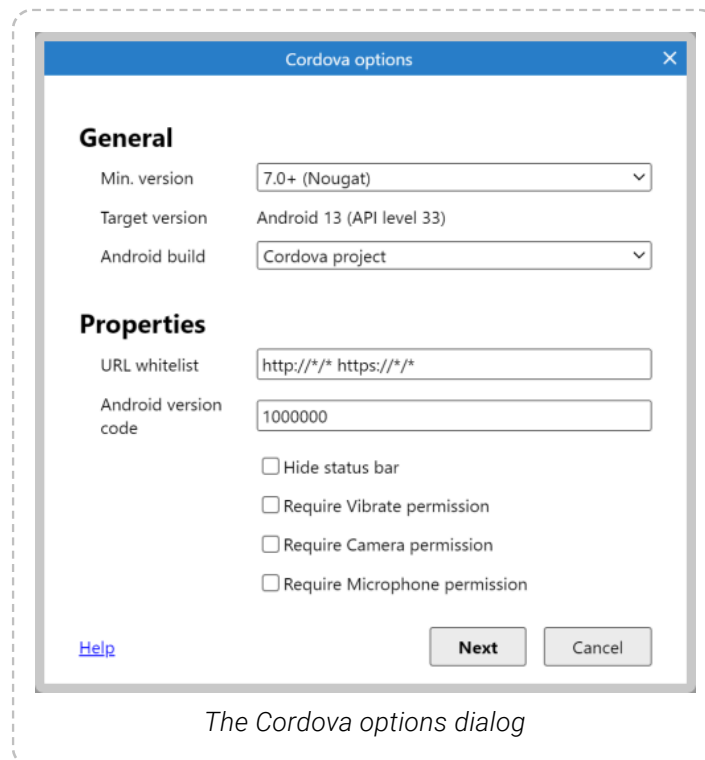 Cordova options
General
Min. version 7.0+ (Nougat)
Target version Android 13 (API level 33)
Android build Cordova project
Properties
URL whitelist http://*/* https://*/*
Android version
code 1000000
Hide status bar
Require Vibrate permission
Require Camera permission
Require Microphone permission
Help Next Cancel
The Cordova options dialog